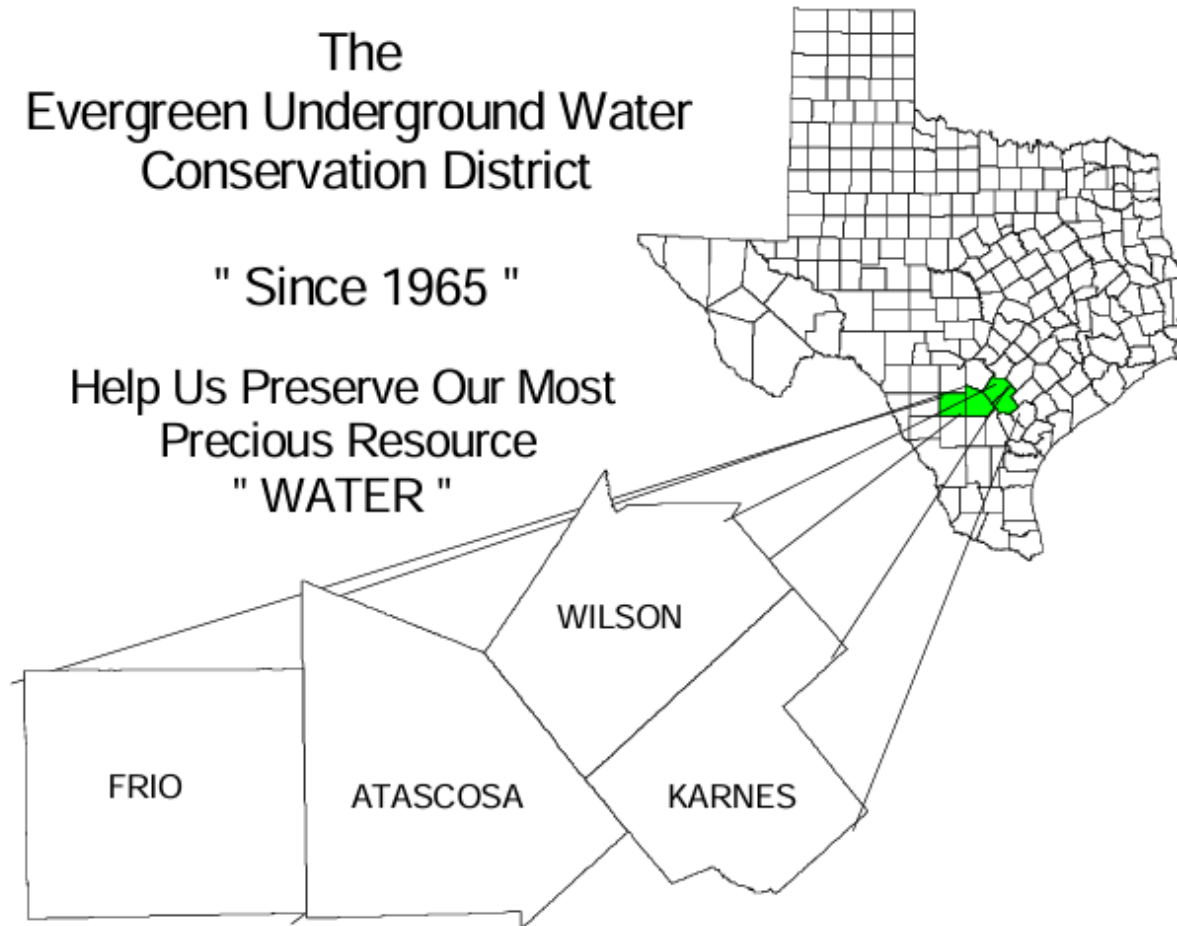 The
Evergreen Underground Water
Conservation District
" Since 1965 "
Help Us Preserve Our Most
Precious Resource
" WATER "
WILSON
FRIO
ATASCOSA
KARNES